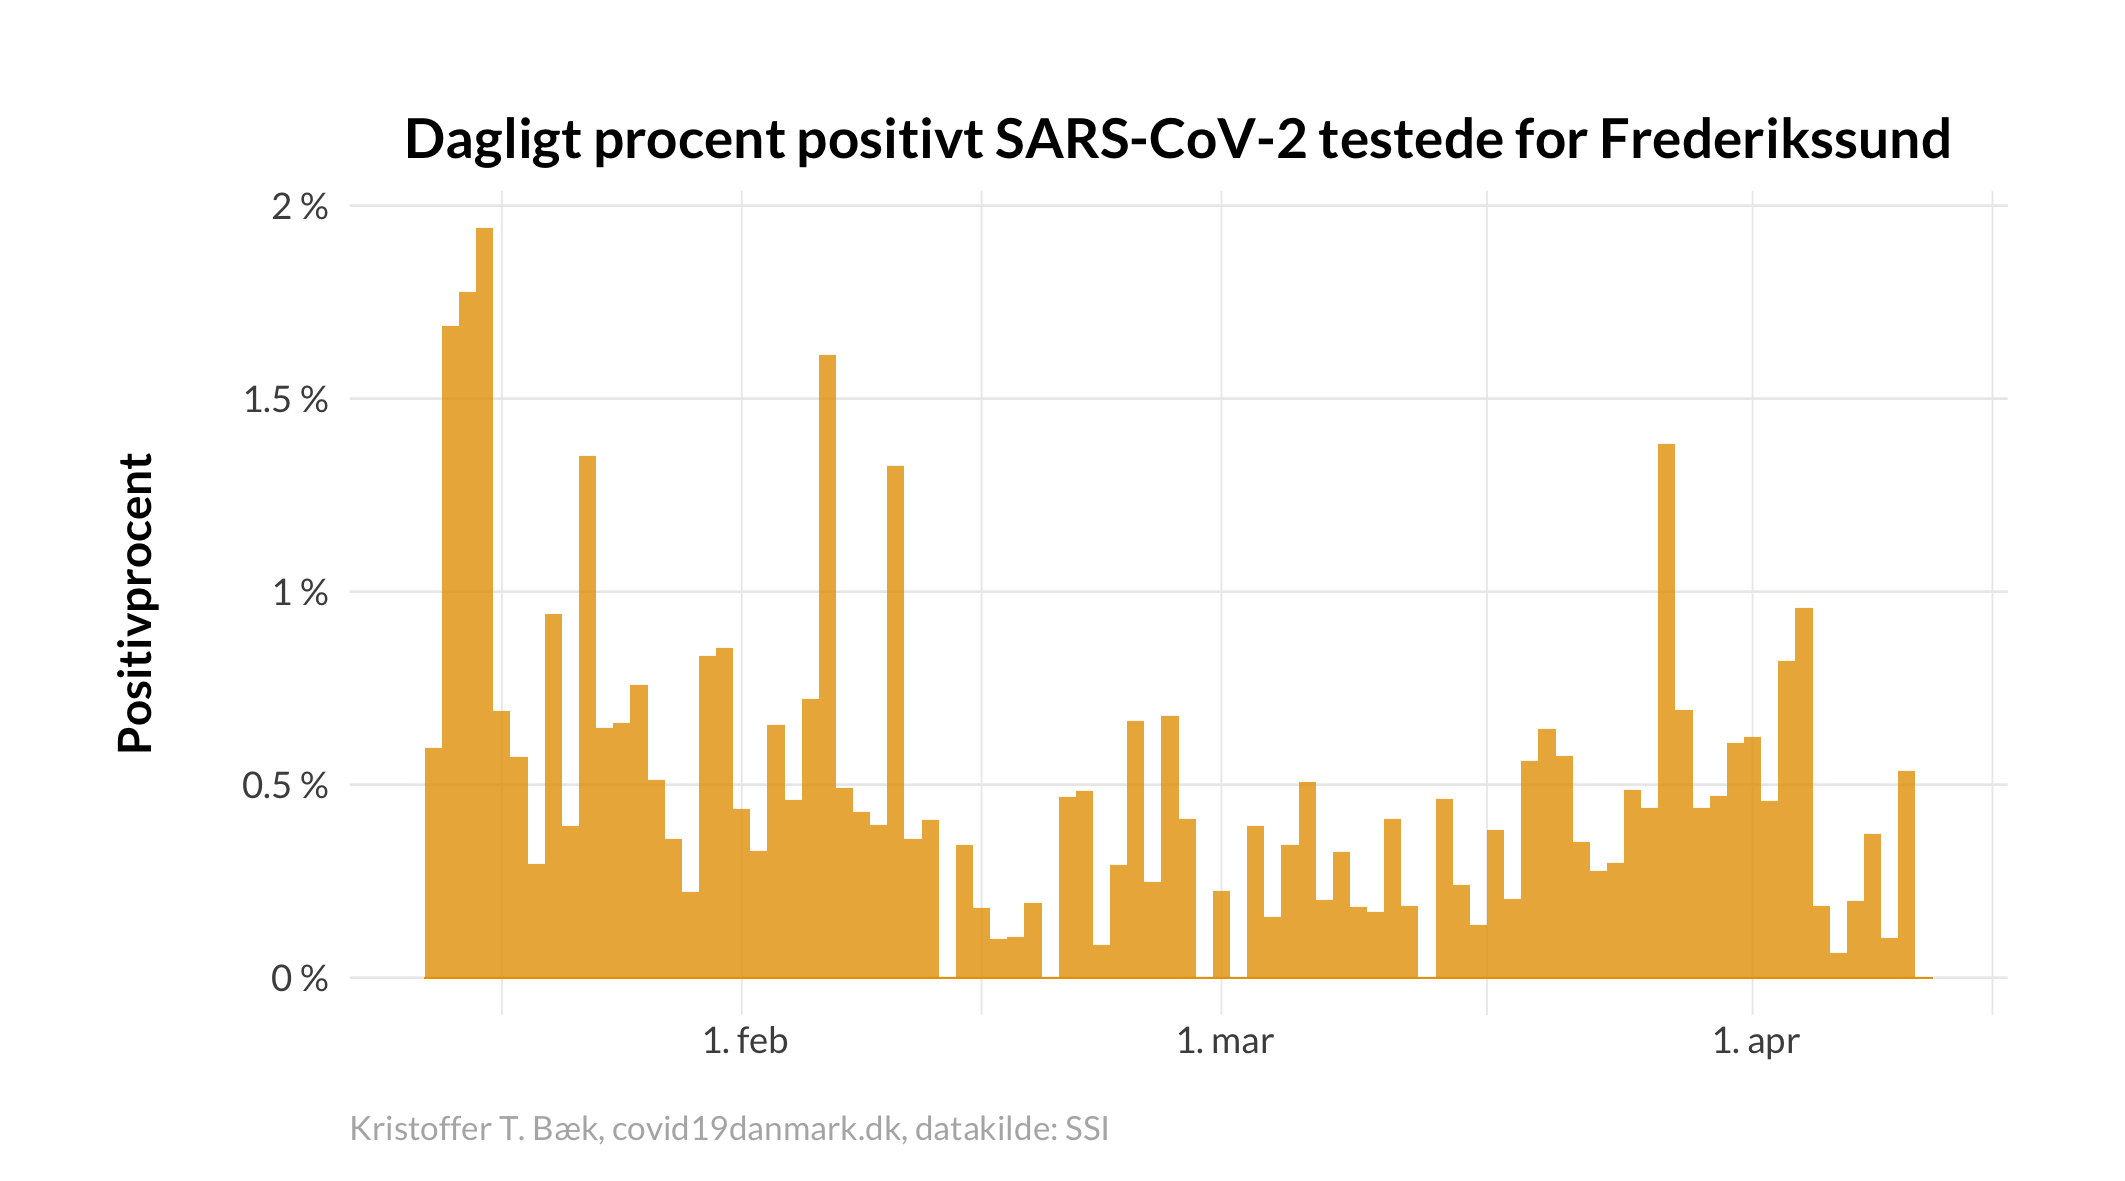 Dagligt procent positivt SARS-CoV-2 testede for Frederikssund
Positivprocent
2 %
1.5 %
1 %
0.5 %
0 %
1. feb
1. mar
1. apr
Kristoffer T. Bæk, covid19danmark.dk, datakilde: SSI